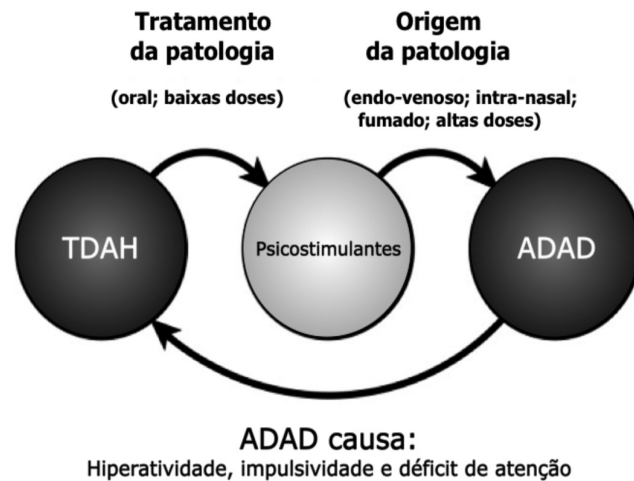 Tratamento
da patologia
(oral; baixas doses)
Origem
da patologia
(endo-venoso; intra-nasal;
fumado; altas doses)
TDAH
Psicostimulantes
ADAD
ADAD causa:
Hiperatividade, impulsividade e déficit de atenção